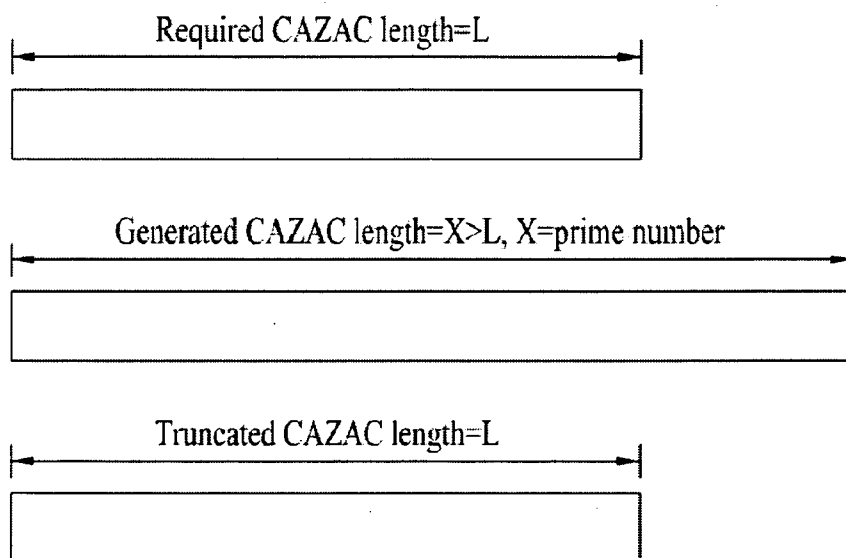 Required CAZAC length=L
Generated CAZAC length=X>L, X=prime number
Truncated CAZAC length=L